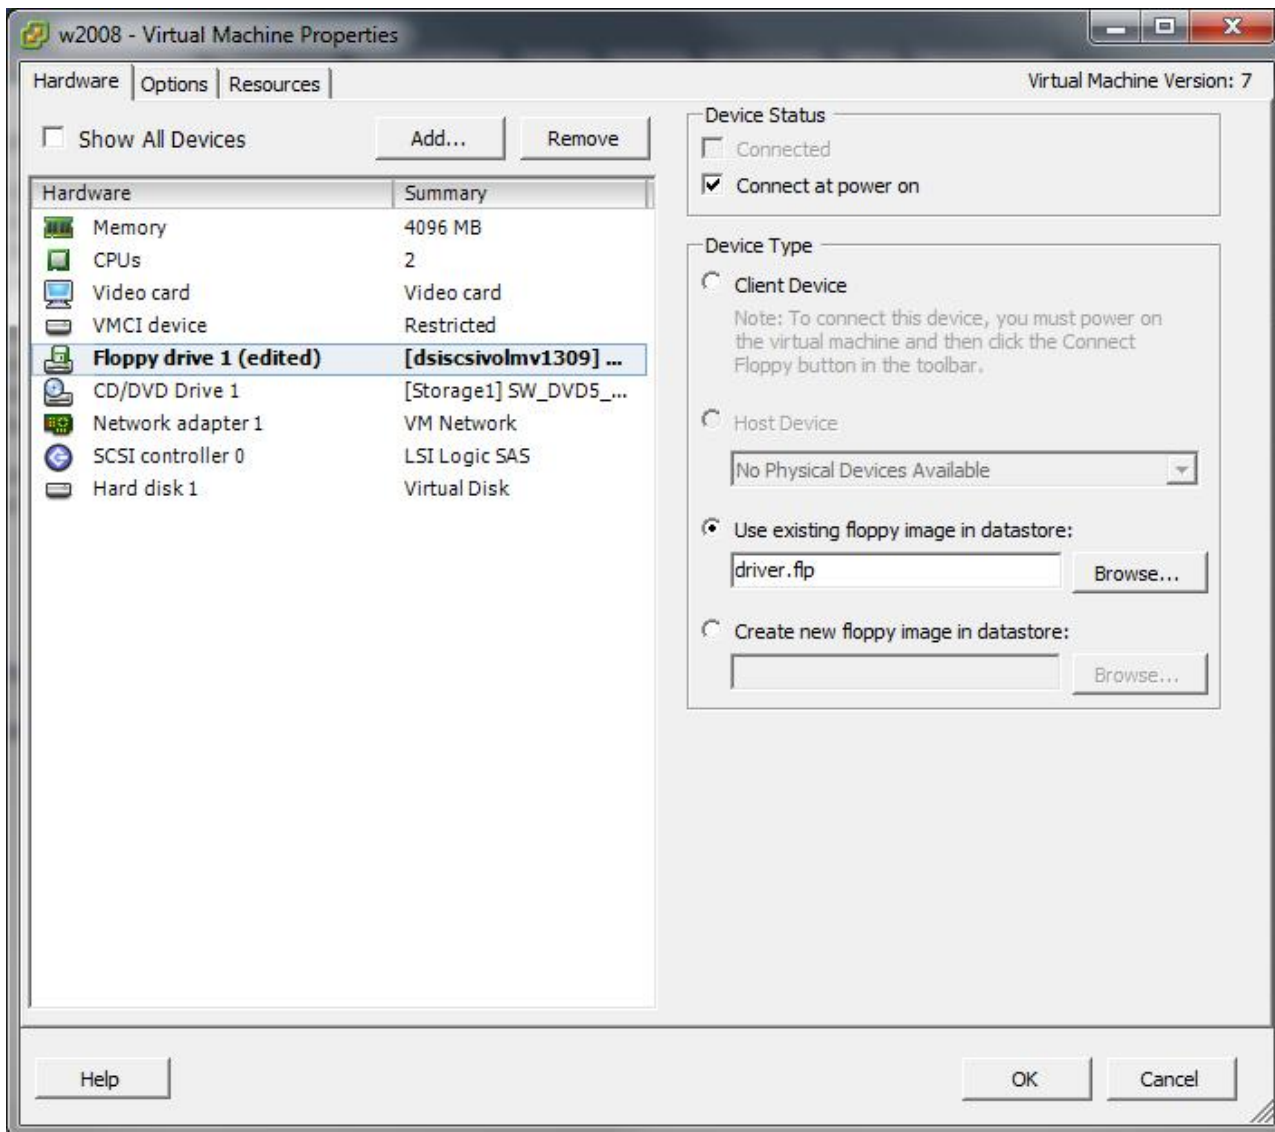 w2008 - Virtual Machine Properties
Hardware Options Resources Virtual Machine Version: 7
Show All Devices Add... Remove
Hardware Summary
Memory 4096 MB
CPUs 2
Video card Video card
VMCI device Restricted
Floppy drive 1 (edited) [dsiscsivolmv1309] ...
CD/DVD Drive 1 [Storage1] SW_DVD5_...
Network adapter 1 VM Network
SCSI controller 0 LSI Logic SAS
Hard disk 1 Virtual Disk
Device Status
Connected
Connect at power on
Device Type
Client Device
Note: To connect this device, you must power on
the virtual machine and then click the Connect
Floppy button in the toolbar.
Host Device
No Physical Devices Available
Use existing floppy image in datastore:
driver.flp Browse...
Create new floppy image in datastore:
Browse...
Help OK Cancel